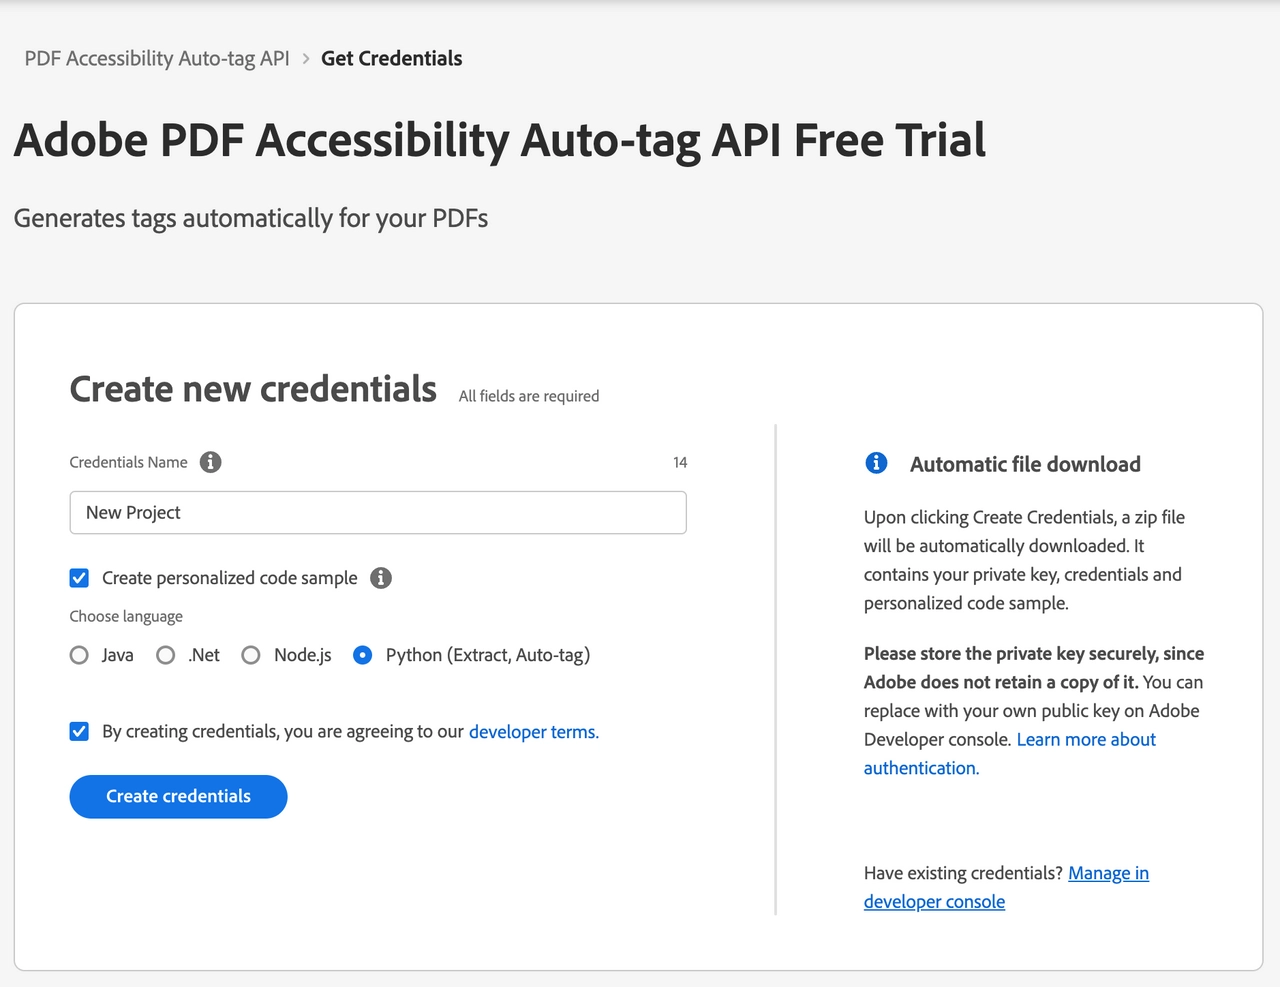 PDF Accessibility Auto-tag API > Get Credentials
Adobe PDF Accessibility Auto-tag API Free Trial
Generates tags automatically for your PDFs
Create new credentials All fields are required
Credentials Name 14
New Project
Create personalized code sample
Choose language
Java .Net Node.js Python (Extract, Auto-tag)
By creating credentials, you are agreeing to our developer terms.
Create credentials
Automatic file download
Upon clicking Create Credentials, a zip file
will be automatically downloaded. It
contains your private key, credentials and
personalized code sample.
Please store the private key securely, since
Adobe does not retain a copy of it. You can
replace with your own public key on Adobe
Developer console. Learn more about
authentication.
Have existing credentials? Manage in
developer console